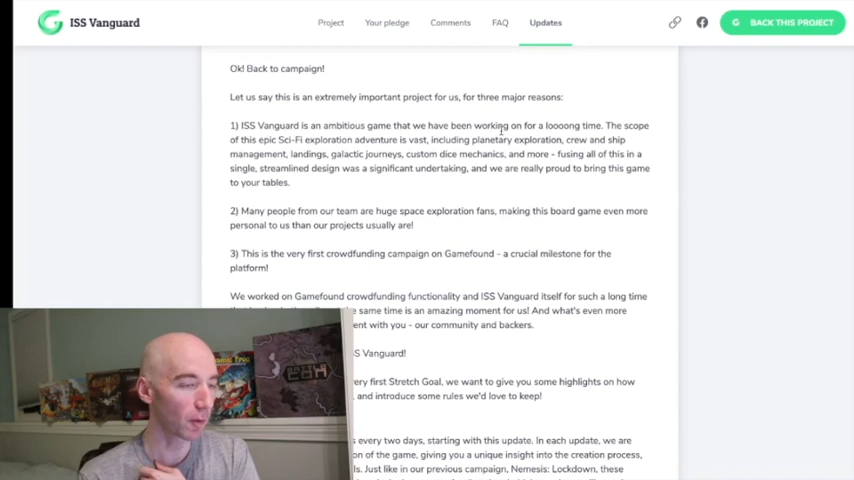 ISS Vanguard
Project
Your pledge
Comments
FAQ
Updates
G BACK THIS PROJECT
Ok! Back to campaign!
Let us say this is an extremely important project for us, for three major reasons:
1) ISS Vanguard is an ambitious game that we have been working on for a loooong time. The scope
of this epic Sci-Fi exploration adventure is vast, including planetary exploration, crew and ship
management, landings, galactic journeys, custom dice mechanics, and more - fusing all of this in a
single, streamlined design was a significant undertaking, and we are really proud to bring this game
to your tables.
2) Many people from our team are huge space exploration fans, making this board game even more
personal to us than our projects usually are!
3) This is the very first crowdfunding campaign on Gamefound - a crucial milestone for the
platform!
We worked on Gamefound crowdfunding functionality and ISS Vanguard itself for such a long time
same time is an amazing moment for us! And what's even more
ent with you - our community and backers.
S Vanguard!
ery first Stretch Goal, we want to give you some highlights on how
, and introduce some rules we'd love to keep!
s every two days, starting with this update. In each update, we are
on of the game, giving you a unique insight into the creation process,
ls. Just like in our previous campaign, Nemesis: Lockdown, these